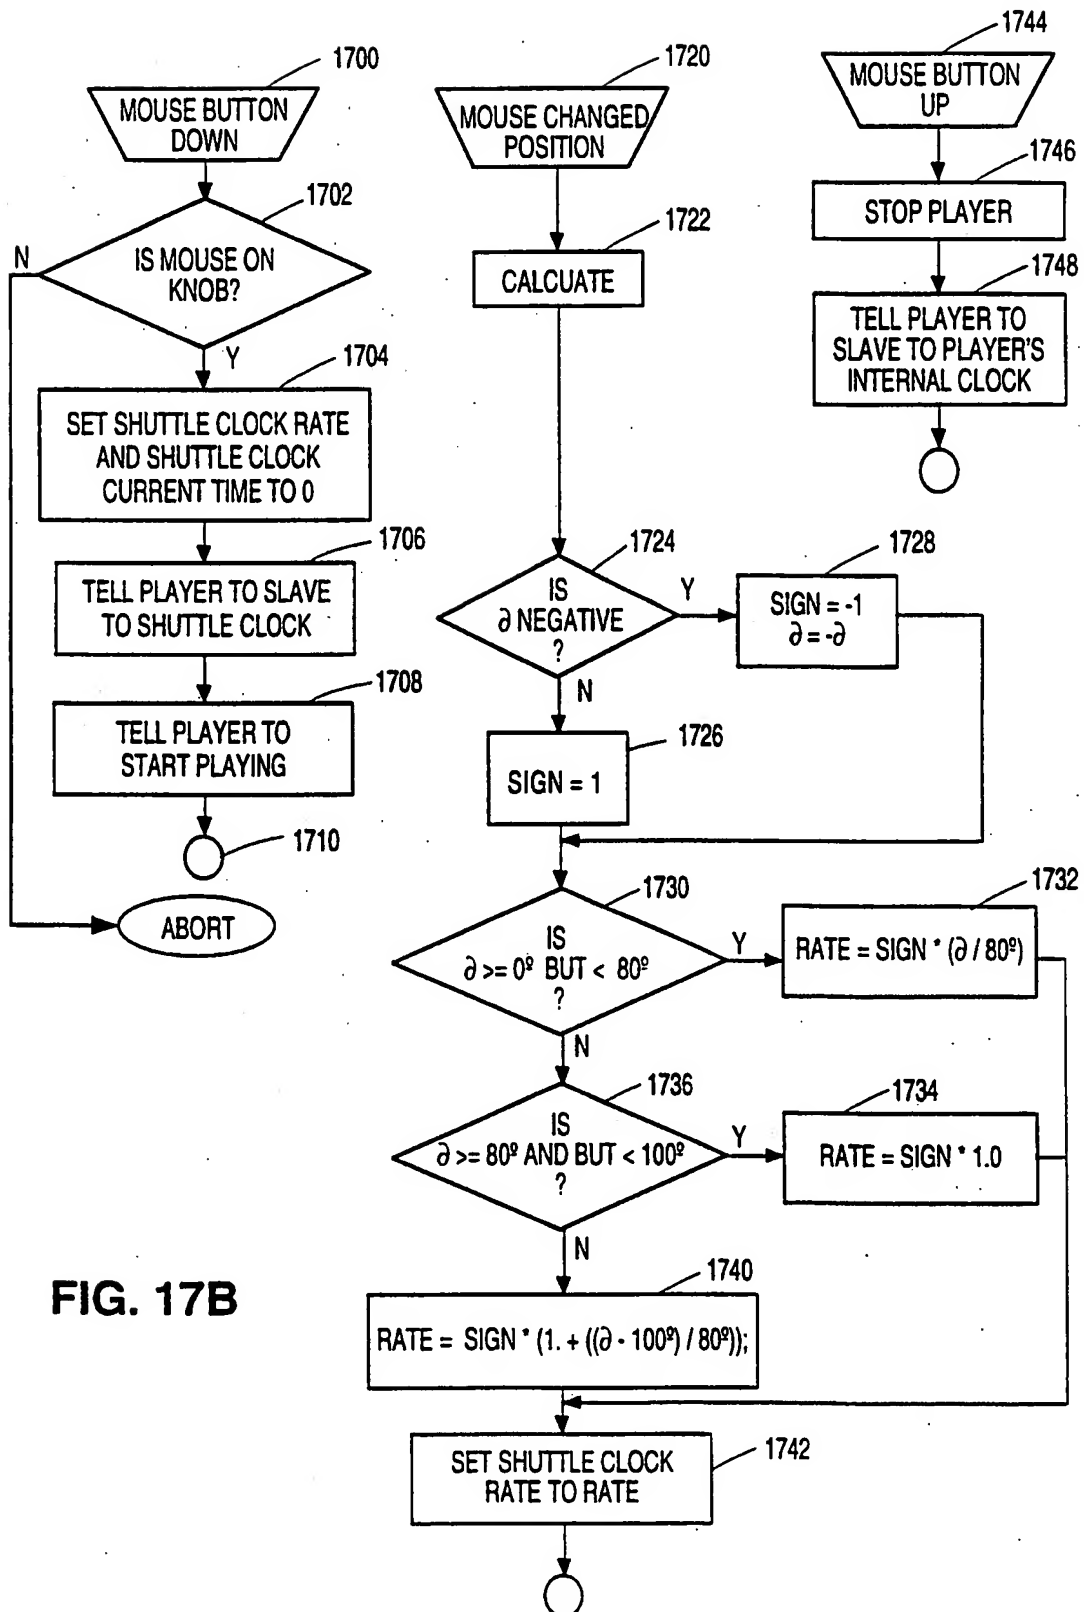 1700
MOUSE BUTTON
DOWN
1702
IS MOUSE ON
KNOB?
N
Y
1704
SET SHUTTLE CLOCK RATE
AND SHUTTLE CLOCK
CURRENT TIME TO 0
1706
TELL PLAYER TO SLAVE
TO SHUTTLE CLOCK
1708
TELL PLAYER TO
START PLAYING
1710
ABORT
1720
MOUSE CHANGED
POSITION
1722
CALCUATE
1724
IS
∂ NEGATIVE
?
Y
N
1728
SIGN = -1
∂ = -∂
1726
SIGN = 1
1730
IS
∂ >= 0º BUT < 80º
?
Y
N
1732
RATE = SIGN * (∂ / 80º)
1736
IS
∂ >= 80º AND BUT < 100º
?
Y
N
1734
RATE = SIGN * 1.0
1740
RATE = SIGN * (1. + ((∂ - 100º) / 80º));
1742
SET SHUTTLE CLOCK
RATE TO RATE
1744
MOUSE BUTTON
UP
1746
STOP PLAYER
1748
TELL PLAYER TO
SLAVE TO PLAYER'S
INTERNAL CLOCK
FIG. 17B